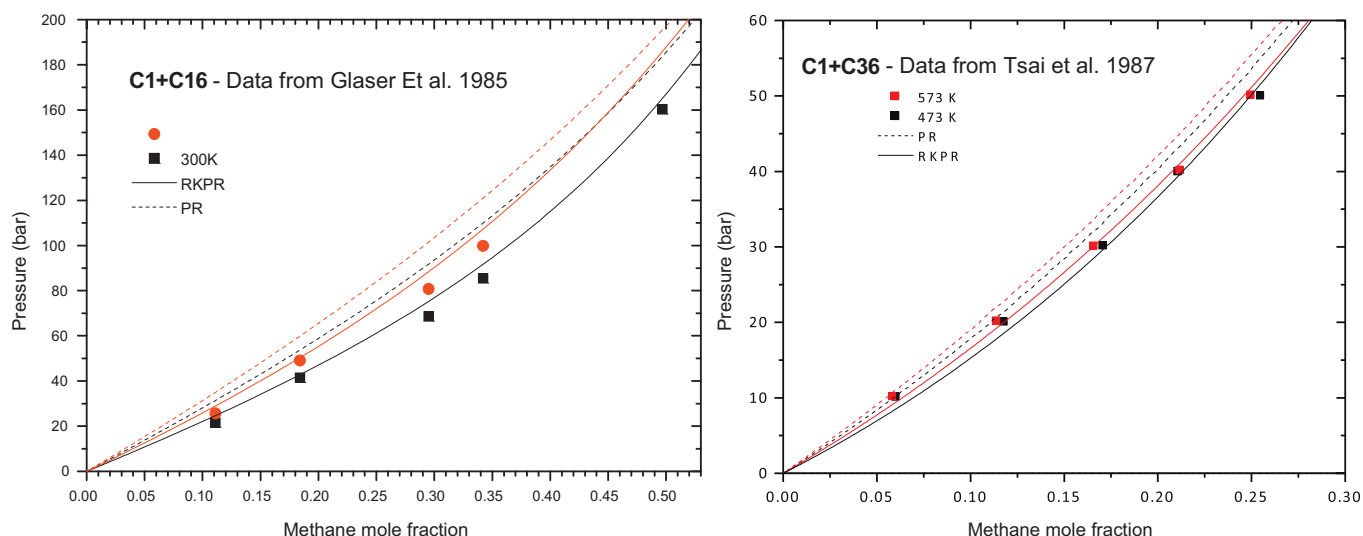 C1+C16 - Data from Glaser Et al. 1985
300K
RKPR
PR
Pressure (bar)
200
180
160
140
120
100
80
60
40
20
0
0.00 0.05 0.10 0.15 0.20 0.25 0.30 0.35 0.40 0.45 0.50
Methane mole fraction
C1+C36 - Data from Tsai et al. 1987
573 K
473 K
PR
RKPR
Pressure (bar)
60
50
40
30
20
10
0
0.00 0.05 0.10 0.15 0.20 0.25 0.30
Methane mole fraction